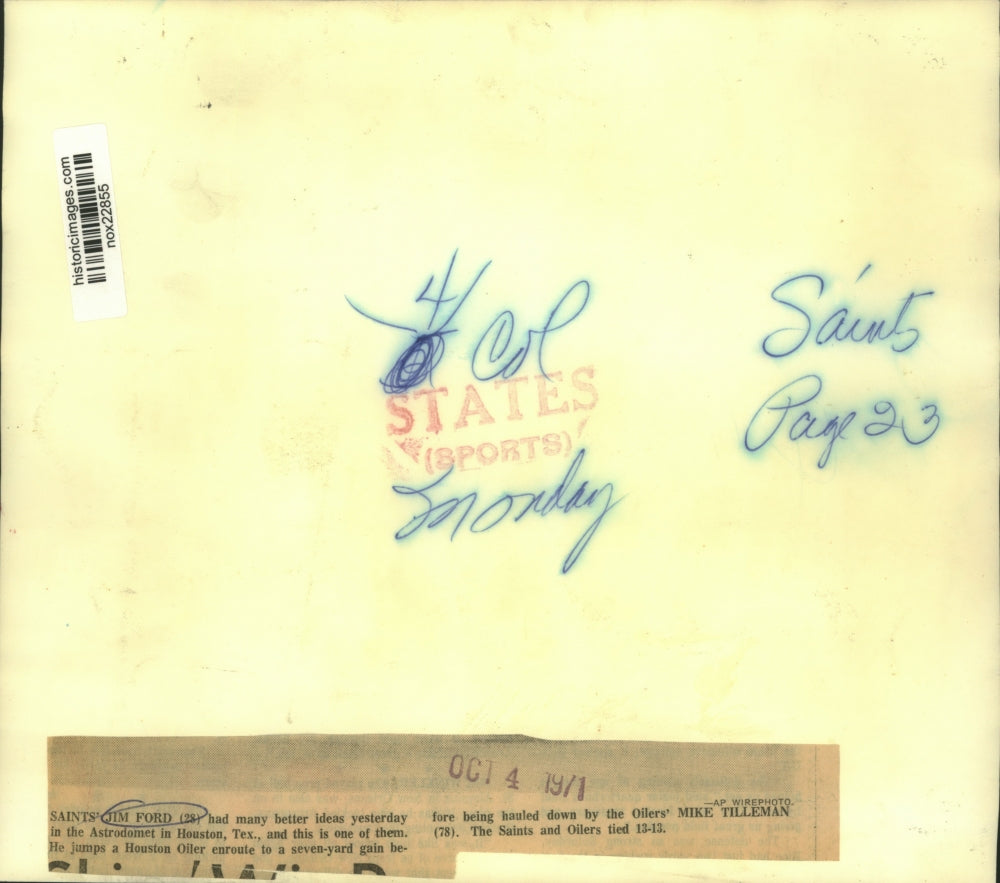 historicimages.com
nox22855
4 Col
STATES
(SPORTS)
Monday
Saints
Page 23
OCT 4 1971
—AP WIREPHOTO.
SAINTS' JIM FORD (28) had many better ideas yesterday
in the Astrodomet in Houston, Tex., and this is one of them.
He jumps a Houston Oiler enroute to a seven-yard gain be-
fore being hauled down by the Oilers' MIKE TILLEMAN
(78). The Saints and Oilers tied 13-13.